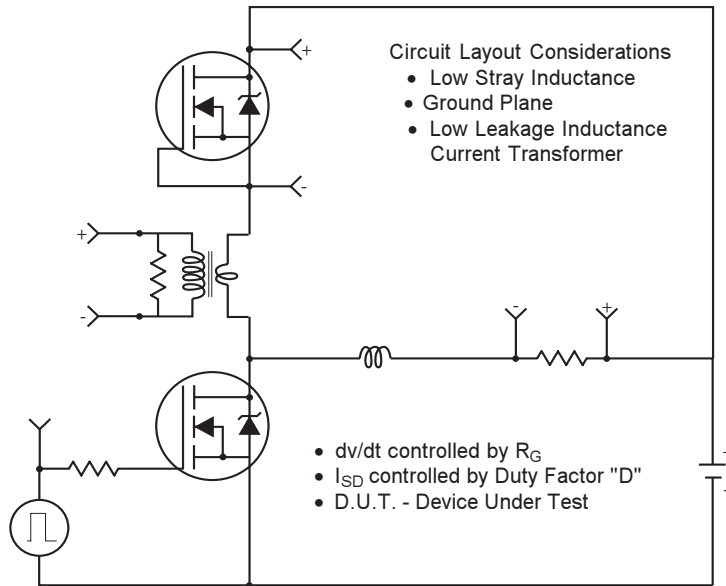 +
Circuit Layout Considerations
• Low Stray Inductance
• Ground Plane
• Low Leakage Inductance
Current Transformer
-
+
-
- +
• dv/dt controlled by RG
• ISD controlled by Duty Factor "D"
• D.U.T. - Device Under Test